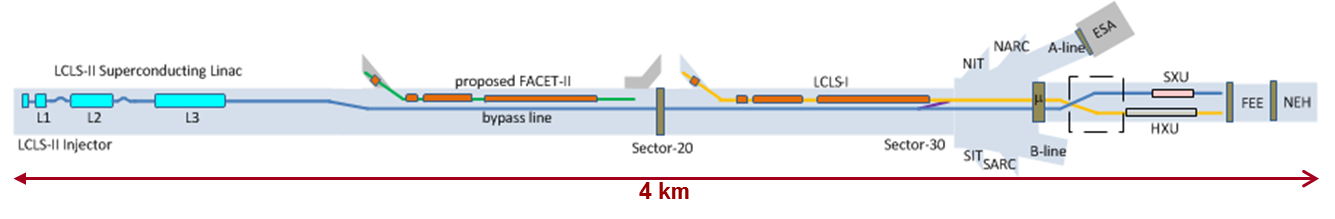 LCLS-II Superconducting Linac
L1
L2
L3
LCLS-II Injector
proposed FACET-II
bypass line
Sector-20
LCLS-I
Sector-30
NIT
NARC
A-line
ESA
SIT
SARC
B-line
μ
SXU
HXU
FEE
NEH
4 km